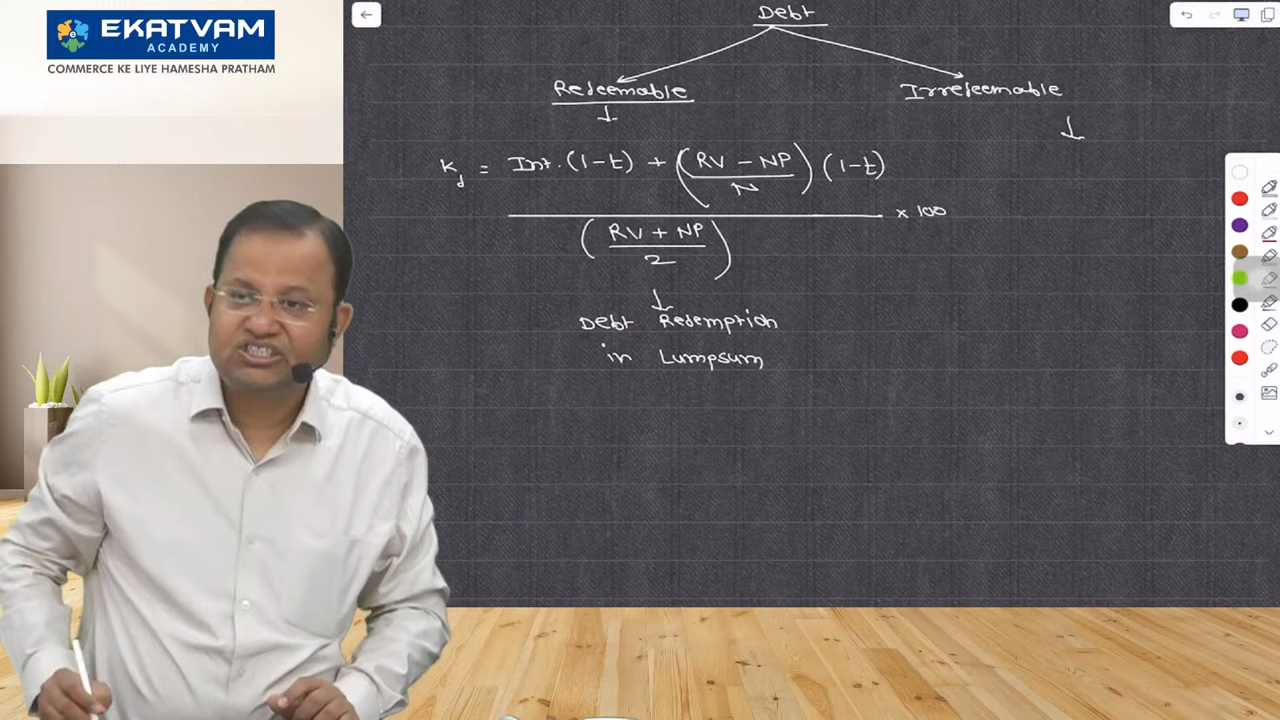 EKATVAM
ACADEMY
COMMERCE KE LIYE HAMESHA PRATHAM
Debt
Redeemable
Irredeemable
Kd = Int. (1-t) + (RV - NP / N) (1-t)
× 100
(RV + NP / 2)
Debt Redemption
in Lumpsum